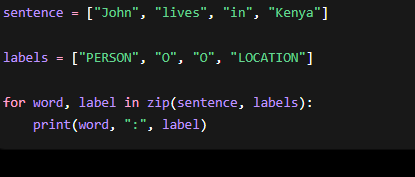 sentence = ["John", "lives", "in", "Kenya"]
labels = ["PERSON", "O", "O", "LOCATION"]
for word, label in zip(sentence, labels):
    print(word, ":", label)